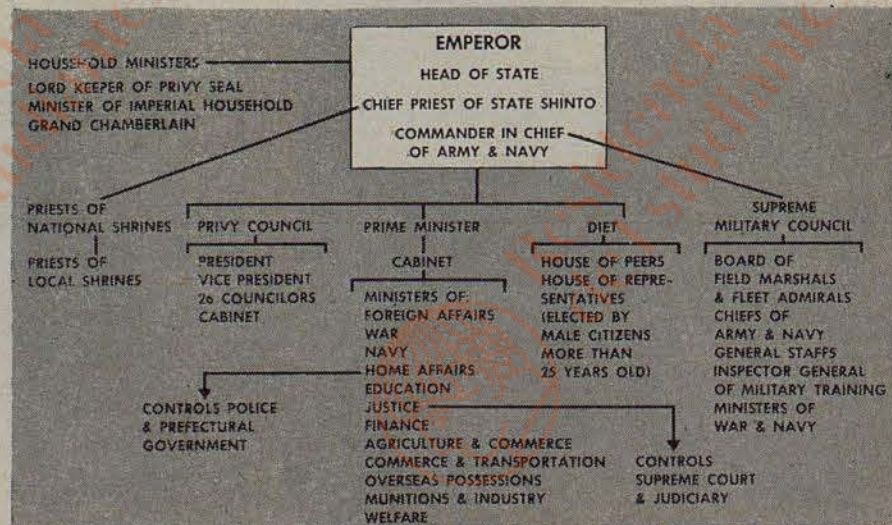 EMPEROR
HEAD OF STATE
CHIEF PRIEST OF STATE SHINTO
COMMANDER IN CHIEF
OF ARMY & NAVY
HOUSEHOLD MINISTERS
LORD KEEPER OF PRIVY SEAL
MINISTER OF IMPERIAL HOUSEHOLD
GRAND CHAMBERLAIN
PRIESTS OF
NATIONAL SHRINES
PRIESTS OF
LOCAL SHRINES
PRIVY COUNCIL
PRESIDENT
VICE PRESIDENT
26 COUNCILORS
CABINET
PRIME MINISTER
CABINET
MINISTERS OF:
FOREIGN AFFAIRS
WAR
NAVY
HOME AFFAIRS
EDUCATION
JUSTICE
FINANCE
AGRICULTURE & COMMERCE
COMMERCE & TRANSPORTATION
OVERSEAS POSSESSIONS
MUNITIONS & INDUSTRY
WELFARE
CONTROLS POLICE
& PREFECTURAL
GOVERNMENT
CONTROLS
SUPREME COURT
& JUDICIARY
DIET
HOUSE OF PEERS
HOUSE OF REPRE-
SENTATIVES
(ELECTED BY
MALE CITIZENS
MORE THAN
25 YEARS OLD)
SUPREME
MILITARY COUNCIL
BOARD OF
FIELD MARSHALS
& FLEET ADMIRALS
CHIEFS OF
ARMY & NAVY
GENERAL STAFFS
INSPECTOR GENERAL
OF MILITARY TRAINING
MINISTERS OF
WAR & NAVY